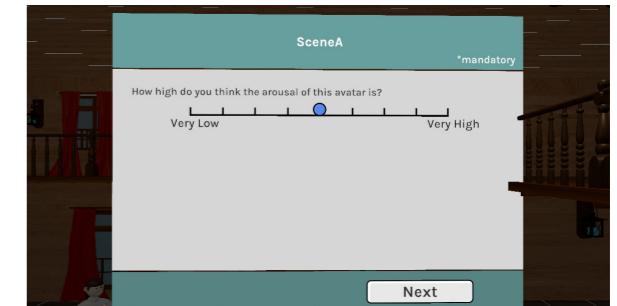 SceneA
*mandatory
How high do you think the arousal of this avatar is?
Very Low
Very High
Next